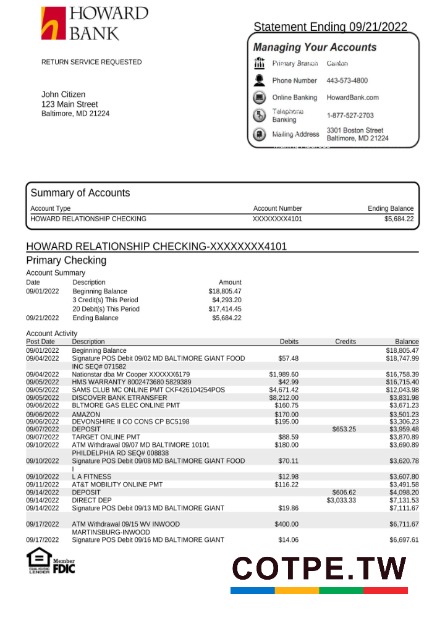 HOWARD
BANK
Statement Ending 09/21/2022
Managing Your Accounts
RETURN SERVICE REQUESTED
Primary Branch Canton
John Citizen
123 Main Street
Baltimore, MD 21224
Phone Number 443-573-4800
Online Banking HowardBank.com
Telephone Banking 1-877-527-2703
Mailing Address 3301 Boston Street
Baltimore, MD 21224
Summary of Accounts
Account Type Account Number Ending Balance
HOWARD RELATIONSHIP CHECKING XXXXXXXX4101 $5,684.22
HOWARD RELATIONSHIP CHECKING-XXXXXXXX4101
Primary Checking
Account Summary
Date Description Amount
09/01/2022 Beginning Balance $18,805.47
3 Credit(s) This Period $4,293.20
20 Debit(s) This Period $17,414.45
09/21/2022 Ending Balance $5,684.22
Account Activity
Post Date Description Debits Credits Balance
09/01/2022 Beginning Balance $18,805.47
09/04/2022 Signature POS Debit 09/02 MD BALTIMORE GIANT FOOD $57.48 $18,747.99
INC SEQ# 071582
09/04/2022 Nationstar dba Mr Cooper XXXXXX6179 $1,989.60 $16,758.39
09/05/2022 HMS WARRANTY 8002473680 5829389 $42.99 $16,715.40
09/05/2022 SAMS CLUB MC ONLINE PMT CKF426104254POS $4,671.42 $12,043.98
09/05/2022 DISCOVER BANK ETRANSFER $8,212.00 $3,831.98
09/06/2022 BLTMORE GAS ELEC ONLINE PMT $160.75 $3,671.23
09/06/2022 AMAZON $170.00 $3,501.23
09/06/2022 DEVONSHIRE II CO CONS CP BC5198 $195.00 $3,306.23
09/07/2022 DEPOSIT $653.25 $3,959.48
09/07/2022 TARGET ONLINE PMT $88.59 $3,870.89
09/10/2022 ATM Withdrawal 09/07 MD BALTIMORE 10101 $180.00 $3,690.89
PHILDELPHIA RD SEQ# 008838
09/10/2022 Signature POS Debit 09/08 MD BALTIMORE GIANT FOOD $70.11 $3,620.78
I
09/10/2022 L A FITNESS $12.98 $3,607.80
09/11/2022 AT&T MOBILITY ONLINE PMT $116.22 $3,491.58
09/14/2022 DEPOSIT $606.62 $4,098.20
09/14/2022 DIRECT DEP $3,033.33 $7,131.53
09/14/2022 Signature POS Debit 09/13 MD BALTIMORE GIANT $19.86 $7,111.67
09/17/2022 ATM Withdrawal 09/15 WV INWOOD $400.00 $6,711.67
MARTINSBURG-INWOOD
09/17/2022 Signature POS Debit 09/16 MD BALTIMORE GIANT $14.06 $6,697.61
Member
FDIC
LENDER
COTPE.TW